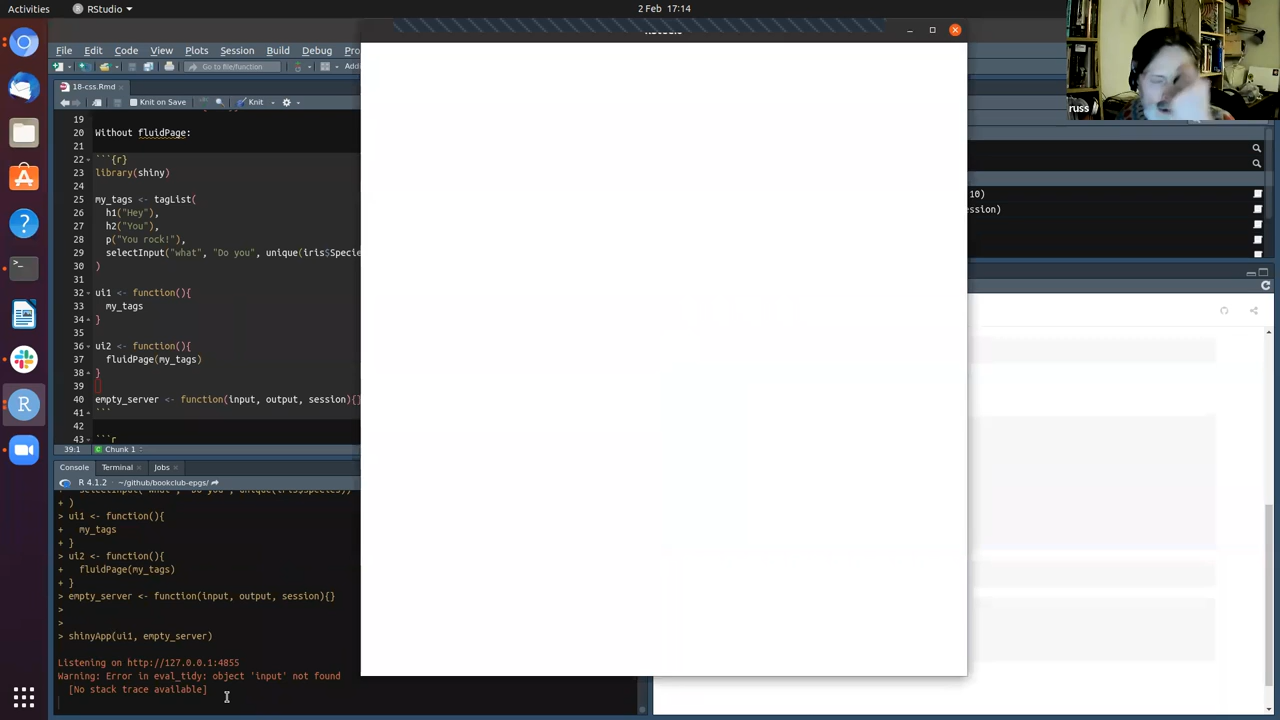 Activities
RStudio
2 Feb 17:14
File Edit Code View Plots Session Build Debug
Go to file/function
18-css.Rmd
Knit on Save
Knit
19
20 Without fluidPage:
21
22 ```{r}
23 library(shiny)
24
25 my_tags <- tagList(
26 h1("Hey"),
27 h2("You"),
28 p("You rock!"),
29 selectInput("what", "Do you", unique(iris$Specie
30 )
31
32 ui1 <- function(){
33 my_tags
34 }
35
36 ui2 <- function(){
37 fluidPage(my_tags)
38 }
39
40 empty_server <- function(input, output, session){}
41 ```
42
43 ```r
39:1 Chunk 1
Console Terminal Jobs
R 4.1.2 · ~/github/bookclub-epgs/
+ )
> ui1 <- function(){
+ my_tags
+ }
> ui2 <- function(){
+ fluidPage(my_tags)
+ }
> empty_server <- function(input, output, session){}
>
>
> shinyApp(ui1, empty_server)
Listening on http://127.0.0.1:4855
Warning: Error in eval_tidy: object 'input' not found
[No stack trace available]
russ
10)
ssion)